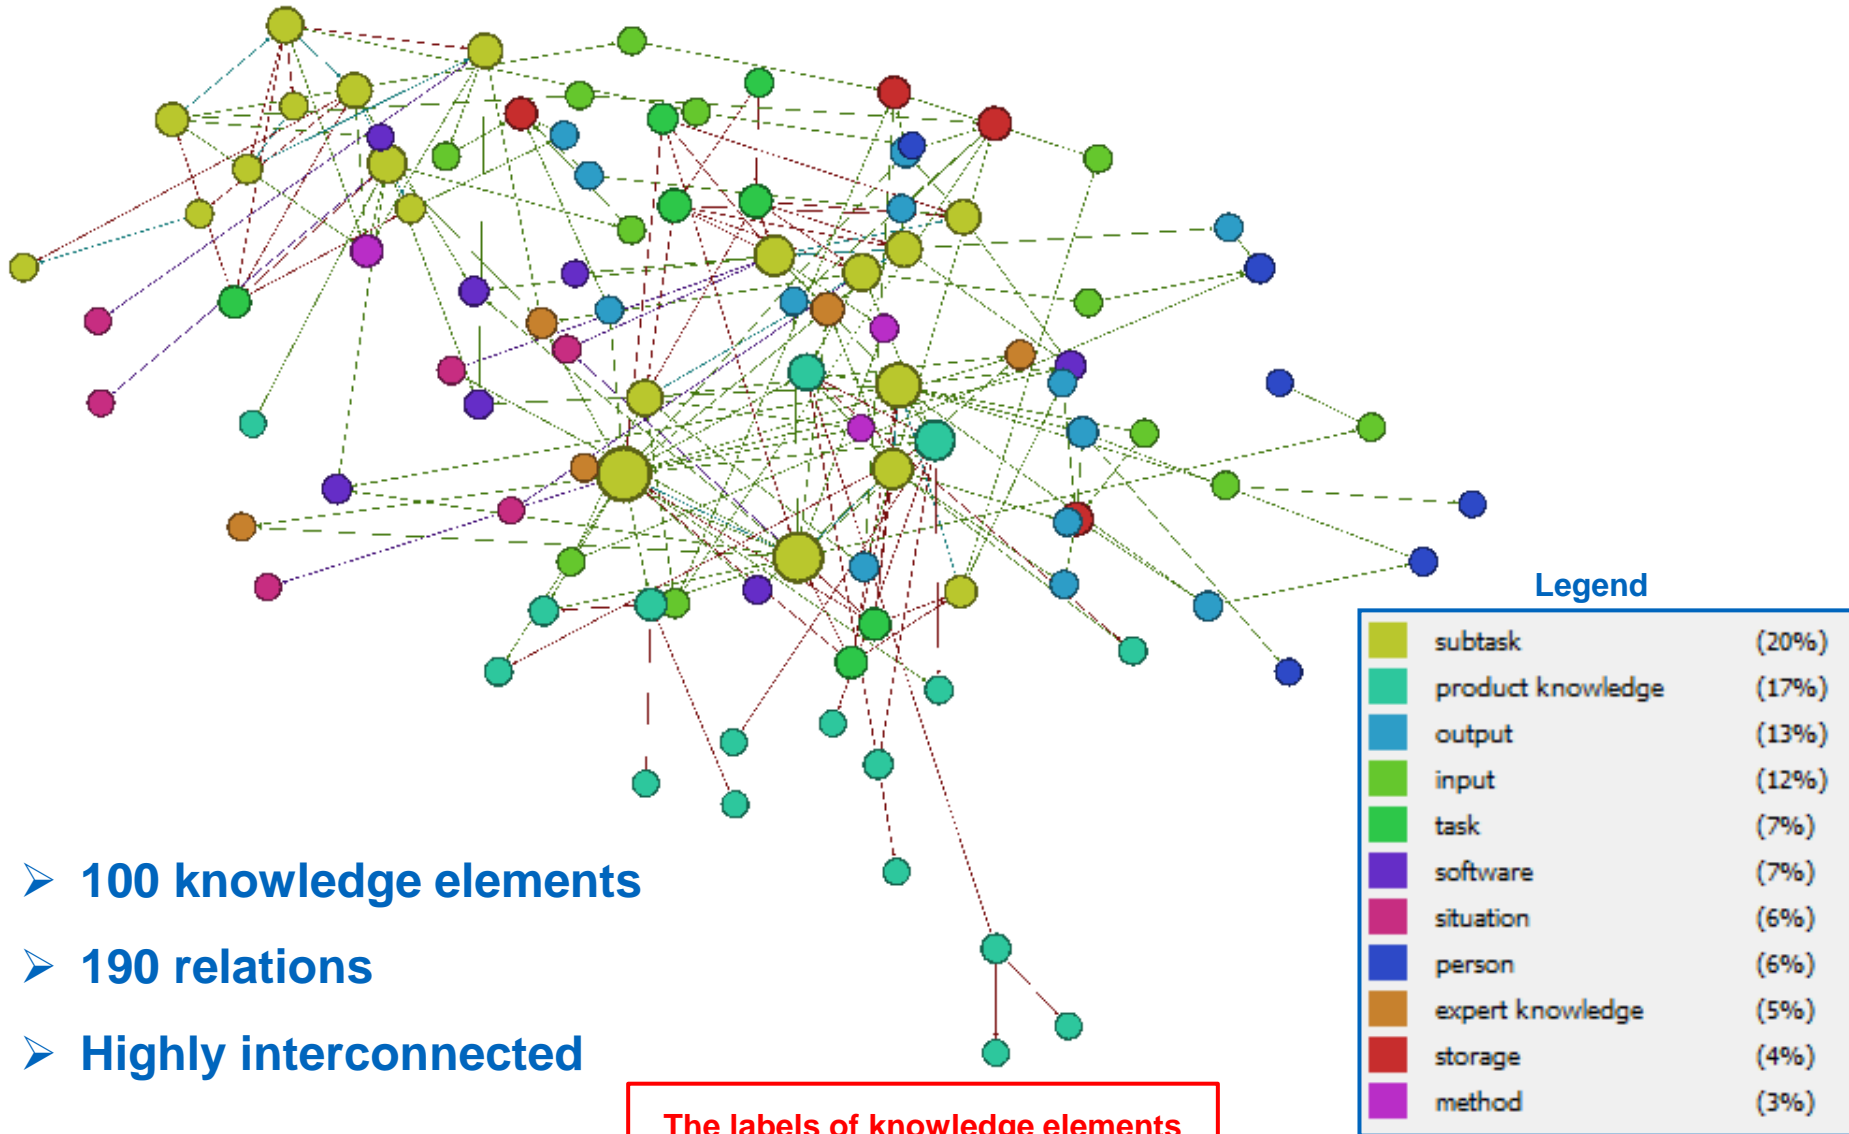 Legend
subtask (20%)
product knowledge (17%)
output (13%)
input (12%)
task (7%)
software (7%)
situation (6%)
person (6%)
expert knowledge (5%)
storage (4%)
method (3%)
➢ 100 knowledge elements
➢ 190 relations
➢ Highly interconnected
The labels of knowledge elements